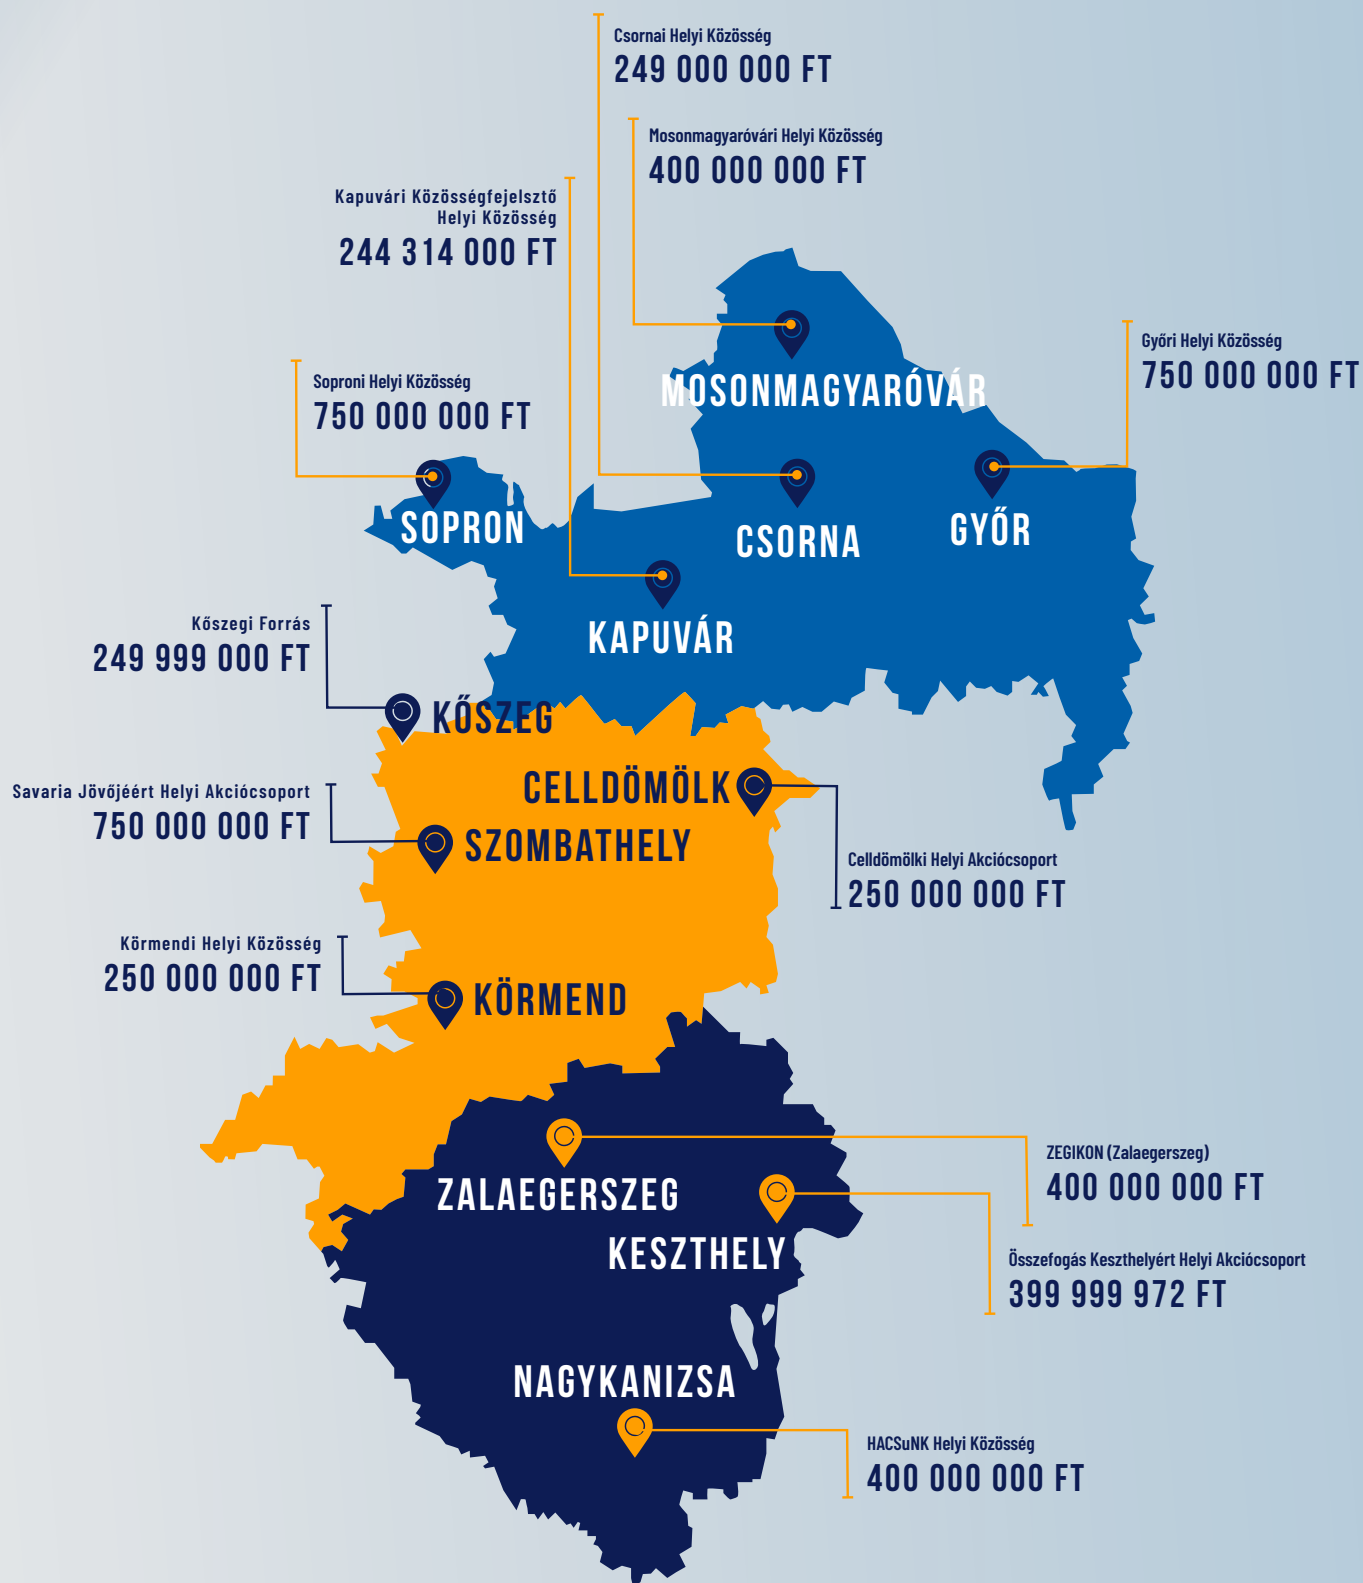 Csornai Helyi Közösség
249 000 000 FT
Mosonmagyaróvári Helyi Közösség
400 000 000 FT
Kapuvári Közösségfejelsztő
Helyi Közösség
244 314 000 FT
Győri Helyi Közösség
750 000 000 FT
Soproni Helyi Közösség
750 000 000 FT
MOSONMAGYARÓVÁR
SOPRON
CSORNA
GYŐR
KAPUVÁR
Kőszegi Forrás
249 999 000 FT
KŐSZEG
CELLDÖMÖLK
Savaria Jövőjéért Helyi Akciócsoport
750 000 000 FT
SZOMBATHELY
Celldömölki Helyi Akciócsoport
250 000 000 FT
Körmendi Helyi Közösség
250 000 000 FT
KÖRMEND
ZEGIKON (Zalaegerszeg)
400 000 000 FT
ZALAEGERSZEG
KESZTHELY
Összefogás Keszthelyért Helyi Akciócsoport
399 999 972 FT
NAGYKANIZSA
HACSuNK Helyi Közösség
400 000 000 FT